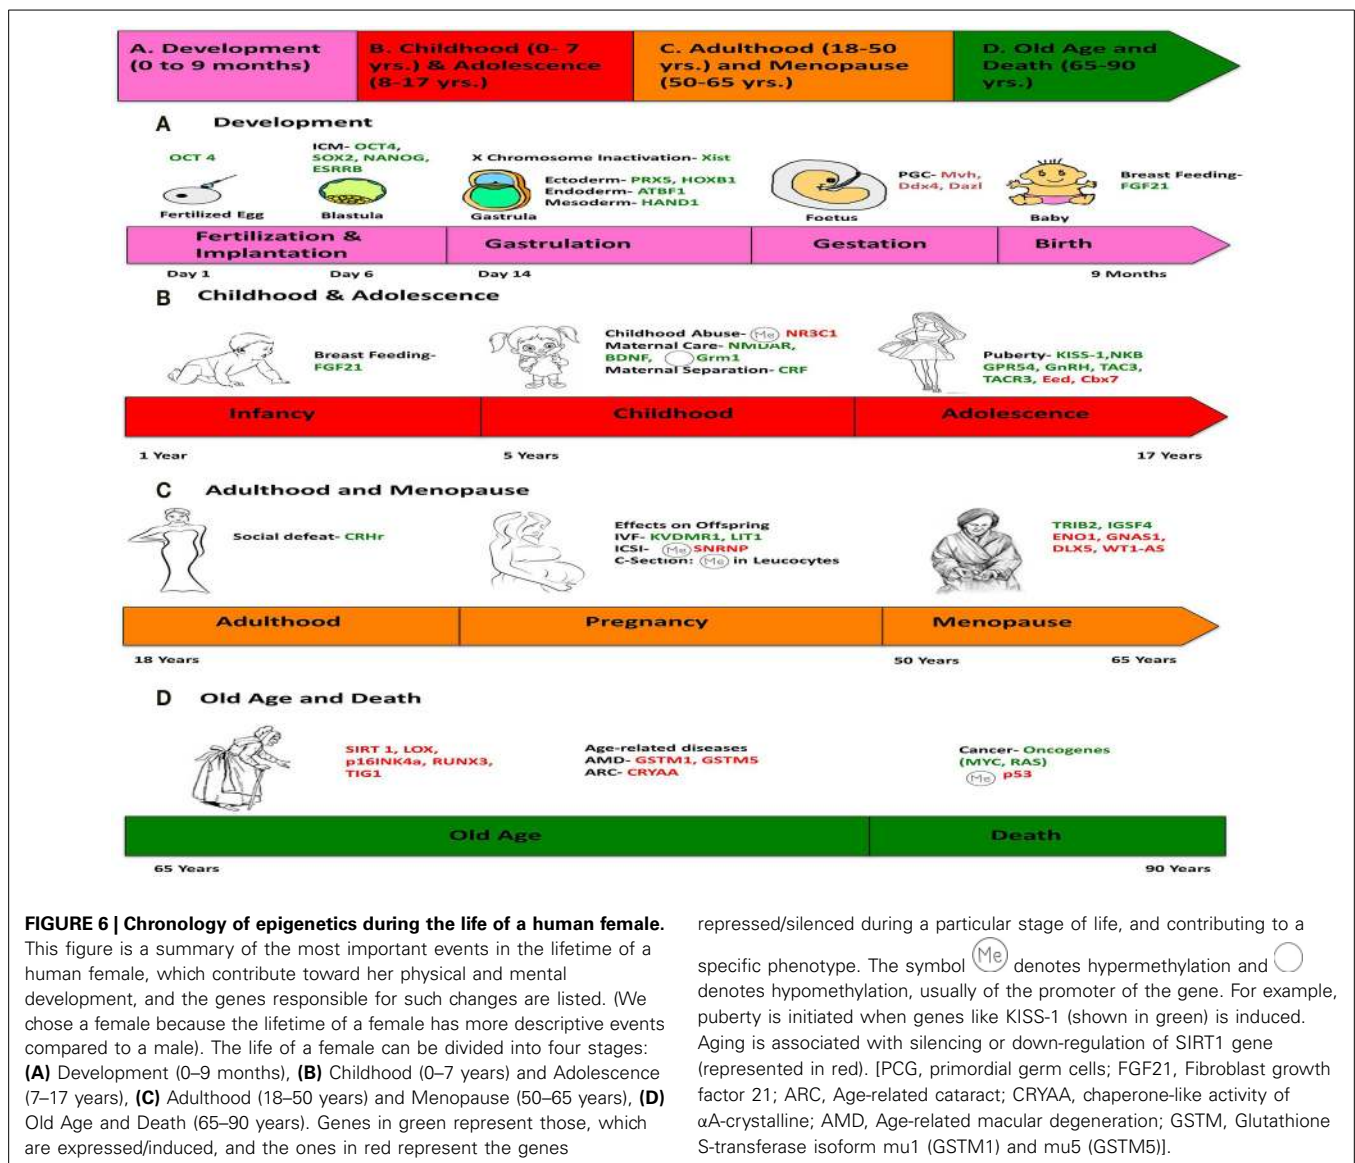 A. Development
(0 to 9 months)
B. Childhood (0- 7
yrs.) & Adolescence
(8-17 yrs.)
C. Adulthood (18-50
yrs.) and Menopause
(50-65 yrs.)
D. Old Age and
Death (65-90
yrs.)
A Development
OCT 4
Fertilized Egg
ICM- OCT4,
SOX2, NANOG,
ESRRB
Blastula
X Chromosome Inactivation- Xist
Ectoderm- PRX5, HOXB1
Endoderm- ATBF1
Mesoderm- HAND1
Gastrula
PGC- Mvh,
Ddx4, Dazl
Foetus
Breast Feeding-
FGF21
Baby
Fertilization &
Implantation
Gastrulation
Gestation
Birth
Day 1
Day 6
Day 14
9 Months
B Childhood & Adolescence
Breast Feeding-
FGF21
Childhood Abuse- Me NR3C1
Maternal Care- NMDAR,
BDNF, Grm1
Maternal Separation- CRF
Puberty- KISS-1,NKB
GPR54, GnRH, TAC3,
TACR3, Eed, Cbx7
Infancy
Childhood
Adolescence
1 Year
5 Years
17 Years
C Adulthood and Menopause
Social defeat- CRHr
Effects on Offspring
IVF- KVDMR1, LIT1
ICSI- Me SNRNP
C-Section: Me in Leucocytes
TRIB2, IGSF4
ENO1, GNAS1,
DLX5, WT1-AS
Adulthood
Pregnancy
Menopause
18 Years
50 Years
65 Years
D Old Age and Death
SIRT 1, LOX,
p16INK4a, RUNX3,
TIG1
Age-related diseases
AMD- GSTM1, GSTM5
ARC- CRYAA
Cancer- Oncogenes
(MYC, RAS)
Me p53
Old Age
Death
65 Years
90 Years
FIGURE 6 | Chronology of epigenetics during the life of a human female.
This figure is a summary of the most important events in the lifetime of a
human female, which contribute toward her physical and mental
development, and the genes responsible for such changes are listed. (We
chose a female because the lifetime of a female has more descriptive events
compared to a male). The life of a female can be divided into four stages:
(A) Development (0–9 months), (B) Childhood (0–7 years) and Adolescence
(7–17 years), (C) Adulthood (18–50 years) and Menopause (50–65 years), (D)
Old Age and Death (65–90 years). Genes in green represent those, which
are expressed/induced, and the ones in red represent the genes
repressed/silenced during a particular stage of life, and contributing to a
specific phenotype. The symbol Me denotes hypermethylation and
denotes hypomethylation, usually of the promoter of the gene. For example,
puberty is initiated when genes like KISS-1 (shown in green) is induced.
Aging is associated with silencing or down-regulation of SIRT1 gene
(represented in red). [PCG, primordial germ cells; FGF21, Fibroblast growth
factor 21; ARC, Age-related cataract; CRYAA, chaperone-like activity of
αA-crystalline; AMD, Age-related macular degeneration; GSTM, Glutathione
S-transferase isoform mu1 (GSTM1) and mu5 (GSTM5)].